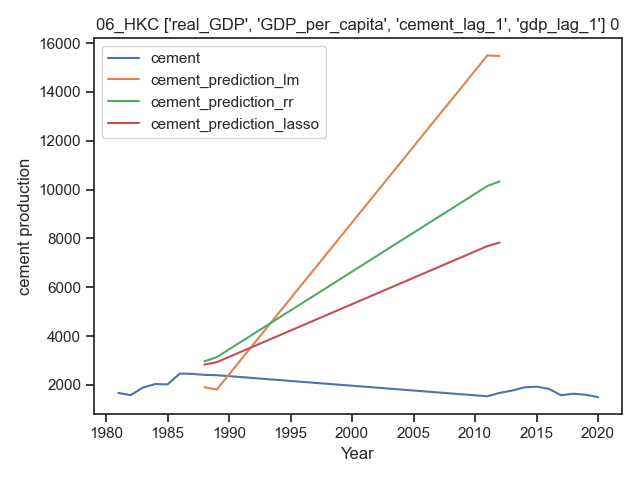 06_HKC ['real_GDP', 'GDP_per_capita', 'cement_lag_1', 'gdp_lag_1'] 0
16000
14000
12000
10000
8000
6000
4000
2000
cement production
cement
cement_prediction_lm
cement_prediction_rr
cement_prediction_lasso
1980 1985 1990 1995 2000 2005 2010 2015 2020
Year